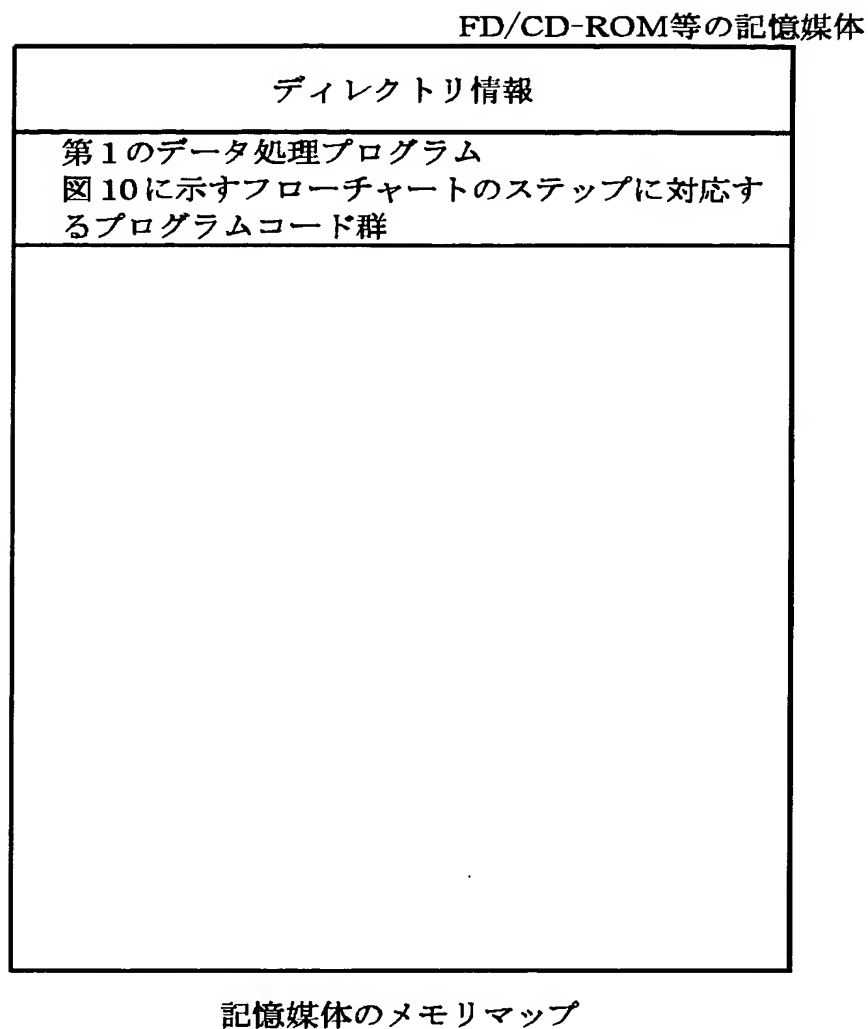 FD/CD-ROM等の記憶媒体
ディレクトリ情報
第1のデータ処理プログラム
図10に示すフローチャートのステップに対応す
るプログラムコード群
記憶媒体のメモリマップ